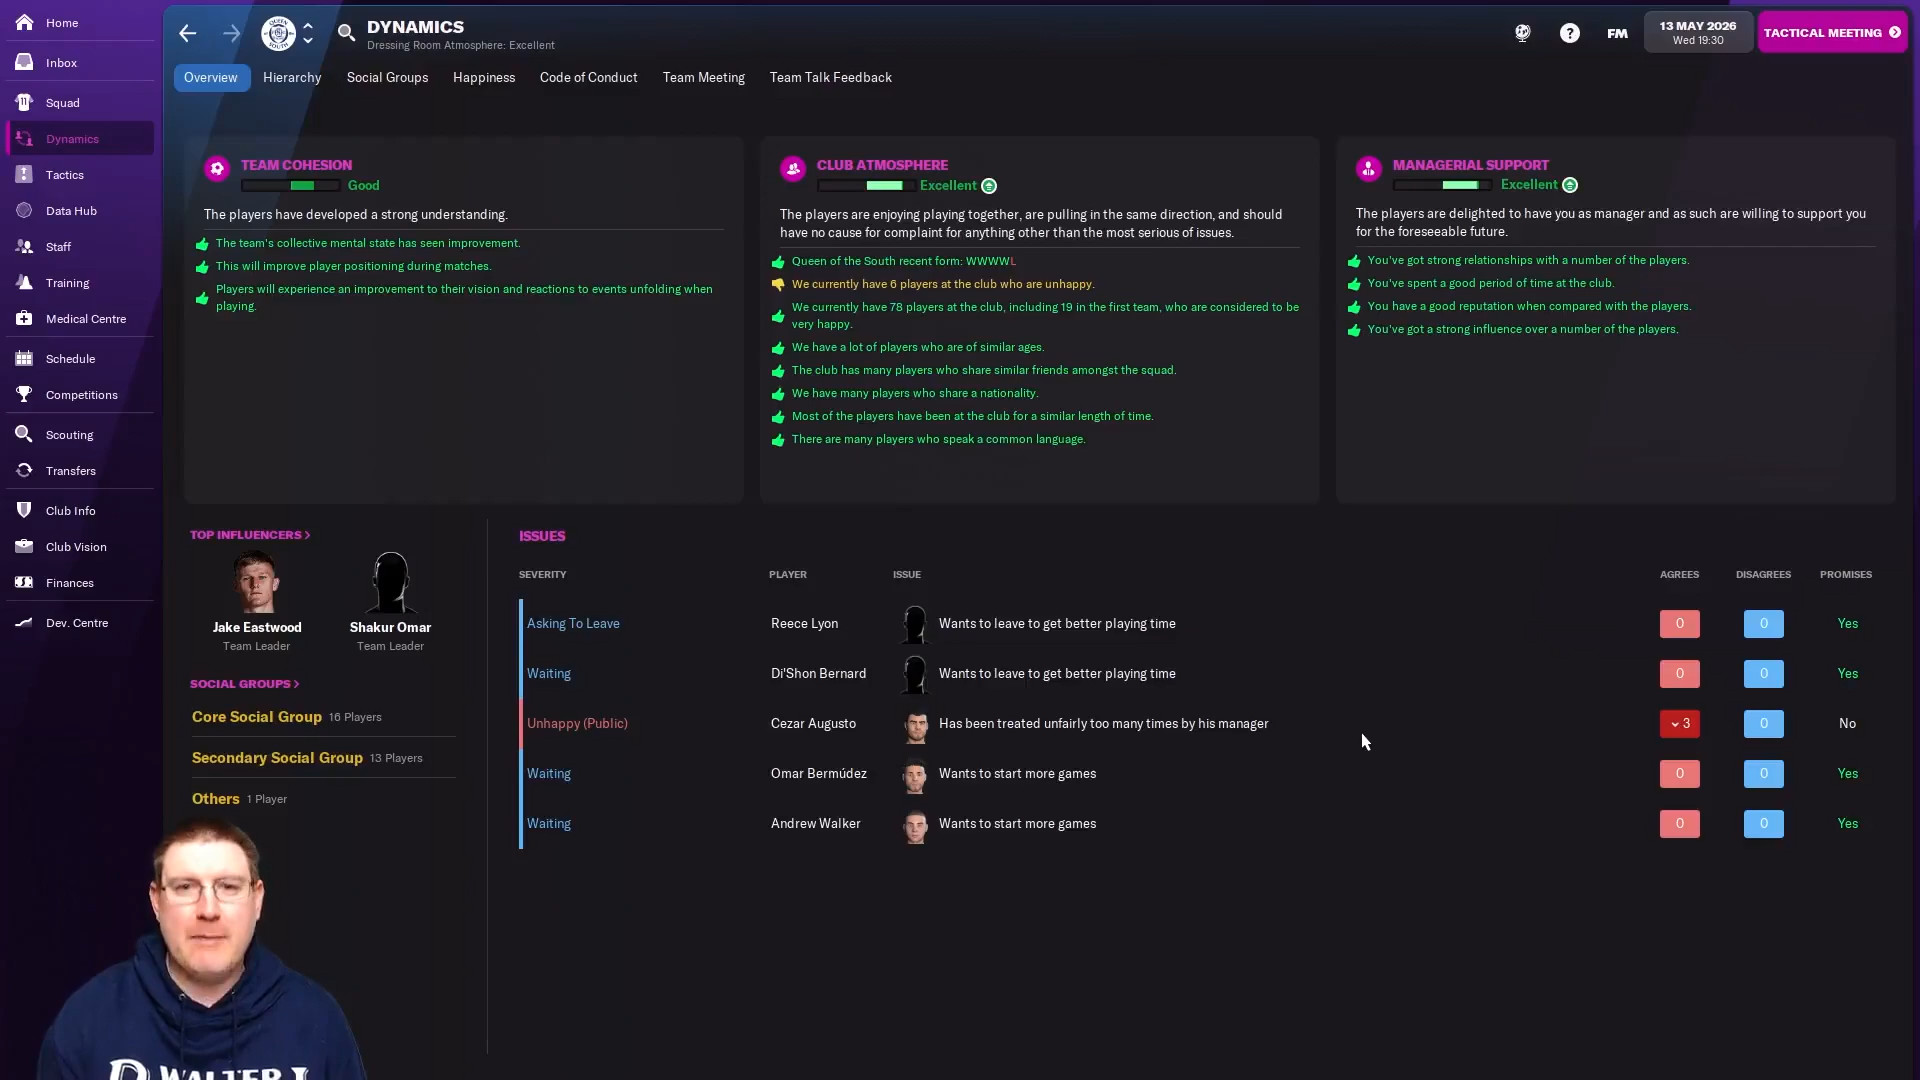 Home
Inbox
Squad
Dynamics
Tactics
Data Hub
Staff
Training
Medical Centre
Schedule
Competitions
Scouting
Transfers
Club Info
Club Vision
Finances
Dev. Centre
DYNAMICS
Dressing Room Atmosphere: Excellent
FM
13 MAY 2026
Wed 19:30
TACTICAL MEETING
Overview
Hierarchy
Social Groups
Happiness
Code of Conduct
Team Meeting
Team Talk Feedback
TEAM COHESION
Good
The players have developed a strong understanding.
The team's collective mental state has seen improvement.
This will improve player positioning during matches.
Players will experience an improvement to their vision and reactions to events unfolding when
playing.
CLUB ATMOSPHERE
Excellent
The players are enjoying playing together, are pulling in the same direction, and should
have no cause for complaint for anything other than the most serious of issues.
Queen of the South recent form: WWWWL
We currently have 6 players at the club who are unhappy.
We currently have 78 players at the club, including 19 in the first team, who are considered to be
very happy.
We have a lot of players who are of similar ages.
The club has many players who share similar friends amongst the squad.
We have many players who share a nationality.
Most of the players have been at the club for a similar length of time.
There are many players who speak a common language.
MANAGERIAL SUPPORT
Excellent
The players are delighted to have you as manager and as such are willing to support you
for the foreseeable future.
You've got strong relationships with a number of the players.
You've spent a good period of time at the club.
You have a good reputation when compared with the players.
You've got a strong influence over a number of the players.
TOP INFLUENCERS >
Jake Eastwood
Team Leader
Shakur Omar
Team Leader
SOCIAL GROUPS >
Core Social Group 16 Players
Secondary Social Group 13 Players
Others 1 Player
ISSUES
SEVERITY PLAYER ISSUE AGREES DISAGREES PROMISES
Asking To Leave Reece Lyon Wants to leave to get better playing time 0 0 Yes
Waiting Di'Shon Bernard Wants to leave to get better playing time 0 0 Yes
Unhappy (Public) Cezar Augusto Has been treated unfairly too many times by his manager 3 0 No
Waiting Omar Bermúdez Wants to start more games 0 0 Yes
Waiting Andrew Walker Wants to start more games 0 0 Yes